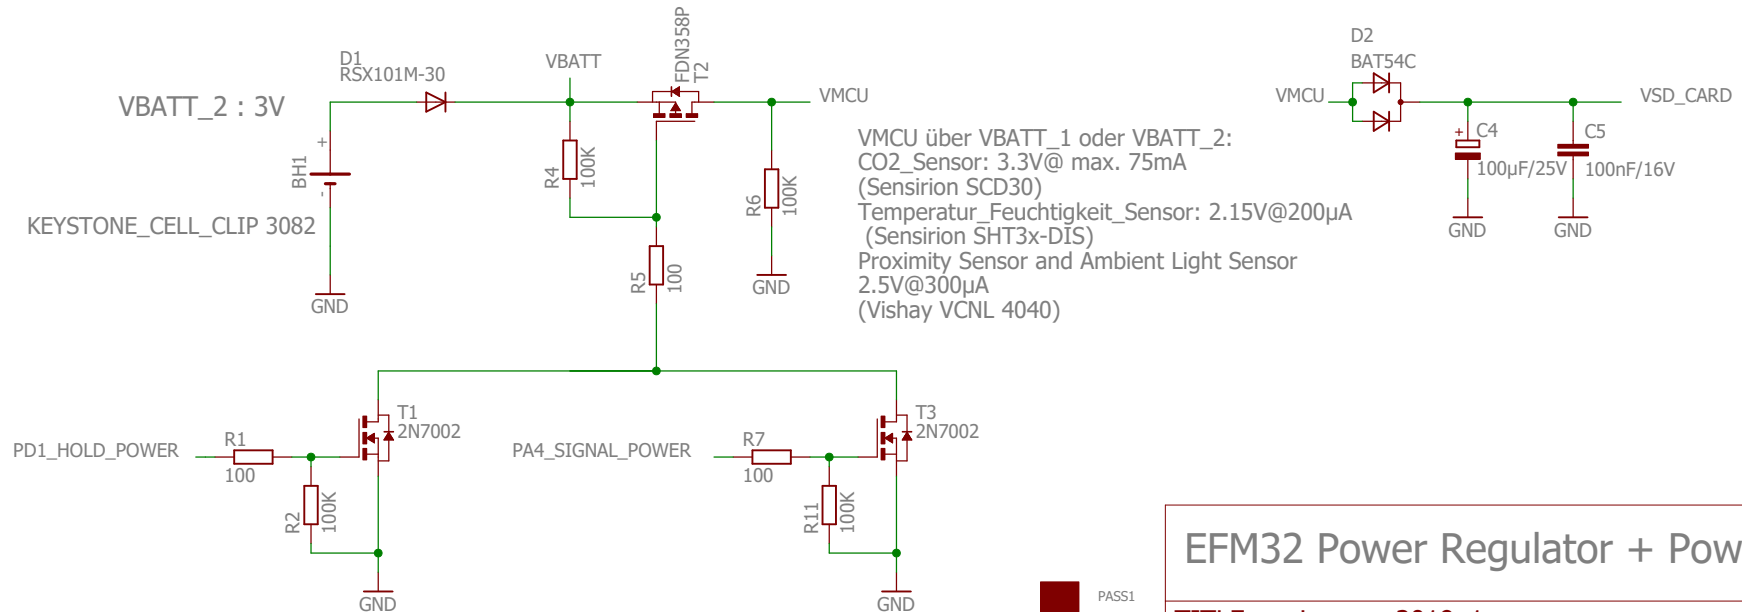 D1
RSX101M-30
VBATT
FDN358P
T2
VMCU
VBATT_2 : 3V
+
BH1
-
KEYSTONE_CELL_CLIP 3082
GND
R4
100K
R5
100
R6
100K
GND
VMCU über VBATT_1 oder VBATT_2:
CO2_Sensor: 3.3V@ max. 75mA
(Sensirion SCD30)
Temperatur_Feuchtigkeit_Sensor: 2.15V@200µA
(Sensirion SHT3x-DIS)
Proximity Sensor and Ambient Light Sensor
2.5V@300µA
(Vishay VCNL 4040)
D2
BAT54C
VMCU
VSD_CARD
+
C4
100µF/25V
GND
C5
100nF/16V
GND
PD1_HOLD_POWER
R1
100
R2
100K
T1
2N7002
GND
PA4_SIGNAL_POWER
R7
100
R11
100K
T3
2N7002
GND
PASS1
EFM32 Power Regulator + Pow